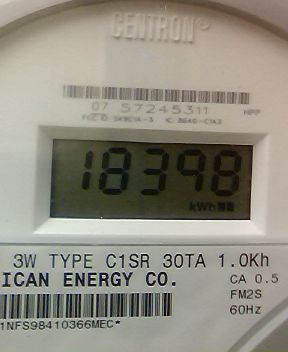 CENTRON®
07 57245311 HPP
18398
kWh
3W TYPE C1SR 30TA 1.0Kh
ICAN ENERGY CO. CA 0.5
FM2S
60Hz
1NFS98410366MEC*